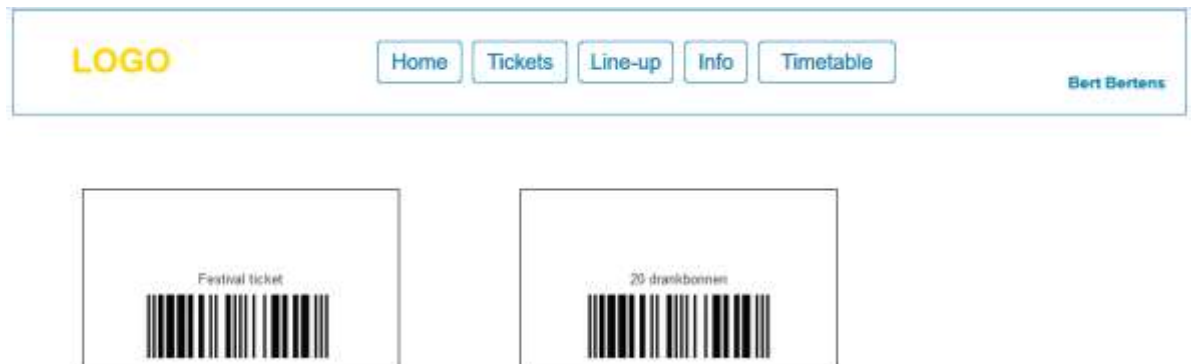 LOGO
Home Tickets Line-up Info Timetable
Bert Bertens
Festival ticket
20 drankbonnen